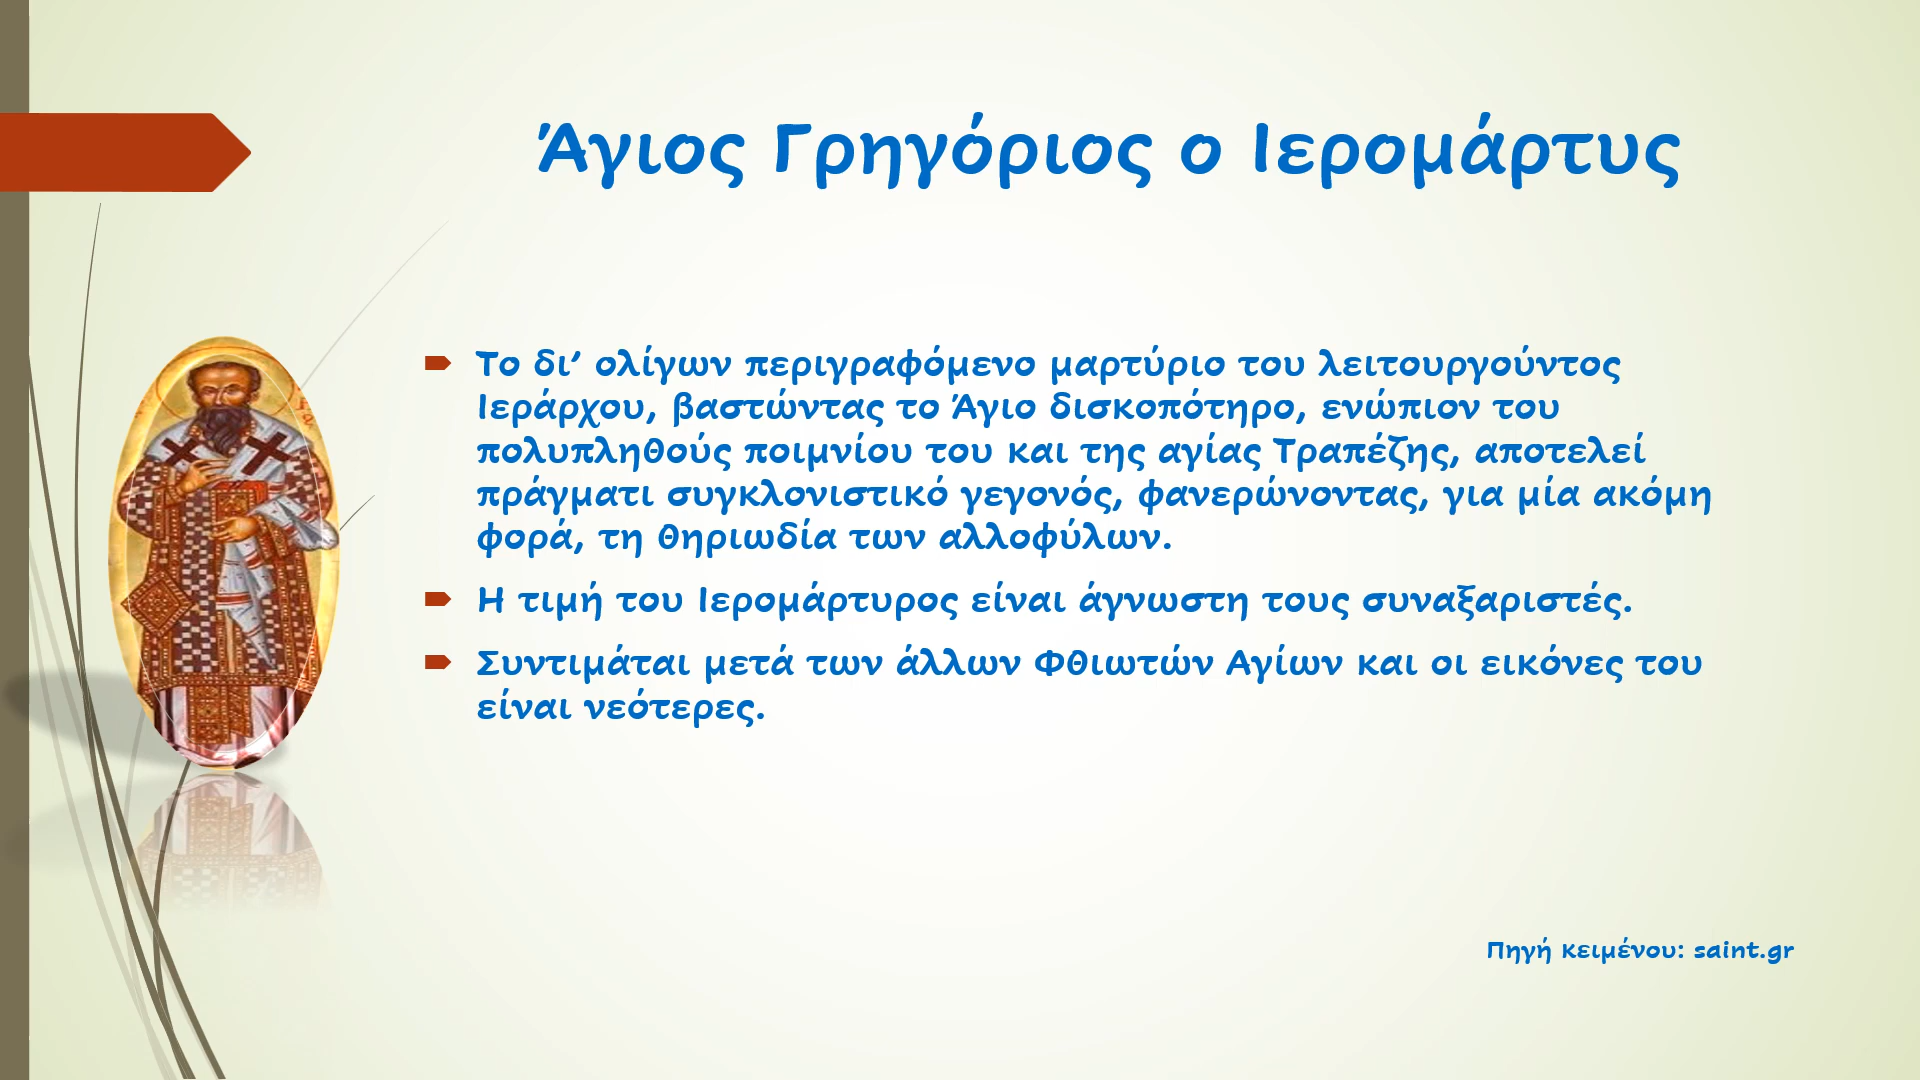 Άγιος Γρηγόριος ο Ιερομάρτυς
Το δι’ ολίγων περιγραφόμενο μαρτύριο του λειτουργούντος
Ιεράρχου, βαστώντας το Άγιο δισκοπότηρο, ενώπιον του
πολυπληθούς ποιμνίου του και της αγίας Τραπέζης, αποτελεί
πράγματι συγκλονιστικό γεγονός, φανερώνοντας, για μία ακόμη
φορά, τη θηριωδία των αλλοφύλων.
Η τιμή του Ιερομάρτυρος είναι άγνωστη τους συναξαριστές.
Συντιμάται μετά των άλλων Φθιωτών Αγίων και οι εικόνες του
είναι νεότερες.
Πηγή κειμένου: saint.gr